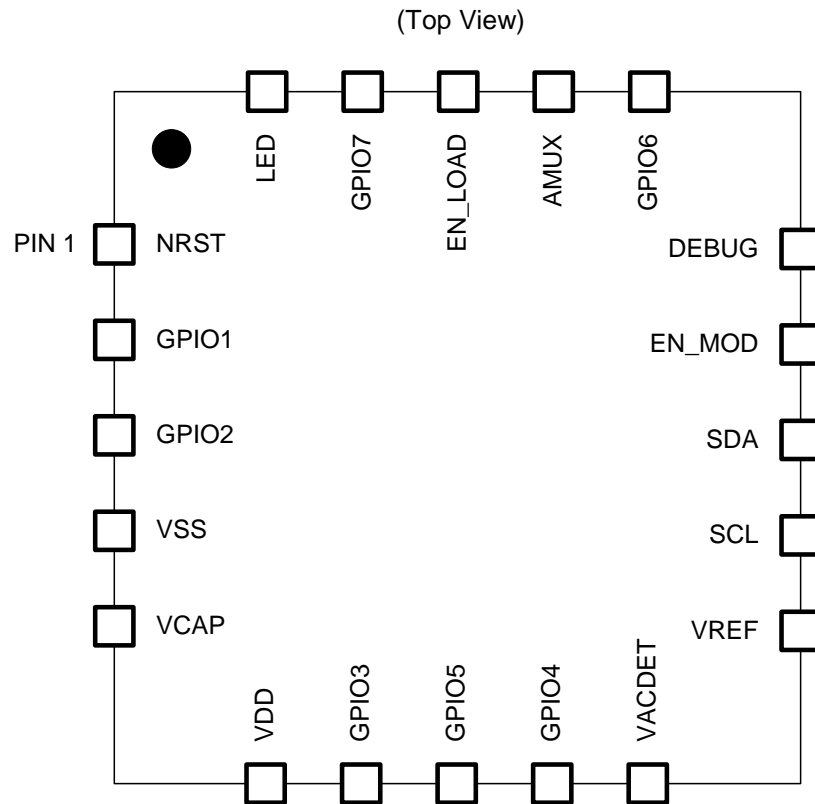 (Top View)
LED
GPIO7
EN_LOAD
AMUX
GPIO6
PIN 1 NRST
DEBUG
GPIO1
EN_MOD
GPIO2
SDA
VSS
SCL
VCAP
VREF
VDD
GPIO3
GPIO5
GPIO4
VACDET